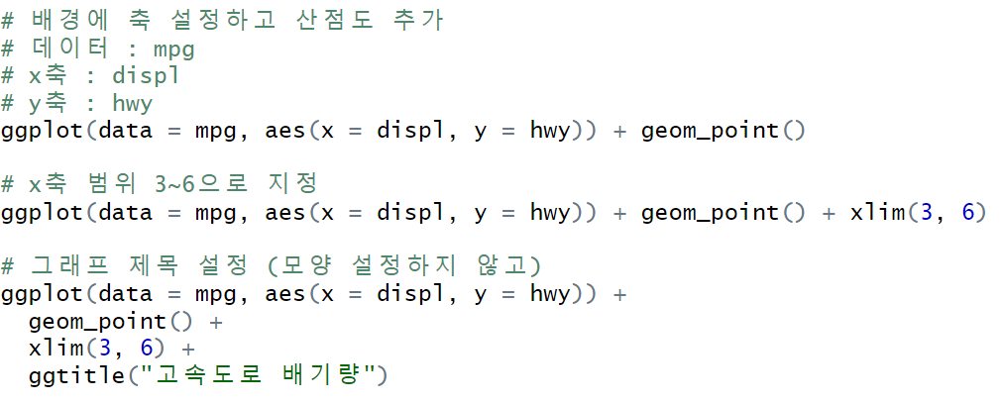 # 배경에 축 설정하고 산점도 추가
# 데이터 : mpg
# x축 : displ
# y축 : hwy
ggplot(data = mpg, aes(x = displ, y = hwy)) + geom_point()
# x축 범위 3~6으로 지정
ggplot(data = mpg, aes(x = displ, y = hwy)) + geom_point() + xlim(3, 6)
# 그래프 제목 설정 (모양 설정하지 않고)
ggplot(data = mpg, aes(x = displ, y = hwy)) +
  geom_point() +
  xlim(3, 6) +
  ggtitle("고속도로 배기량")